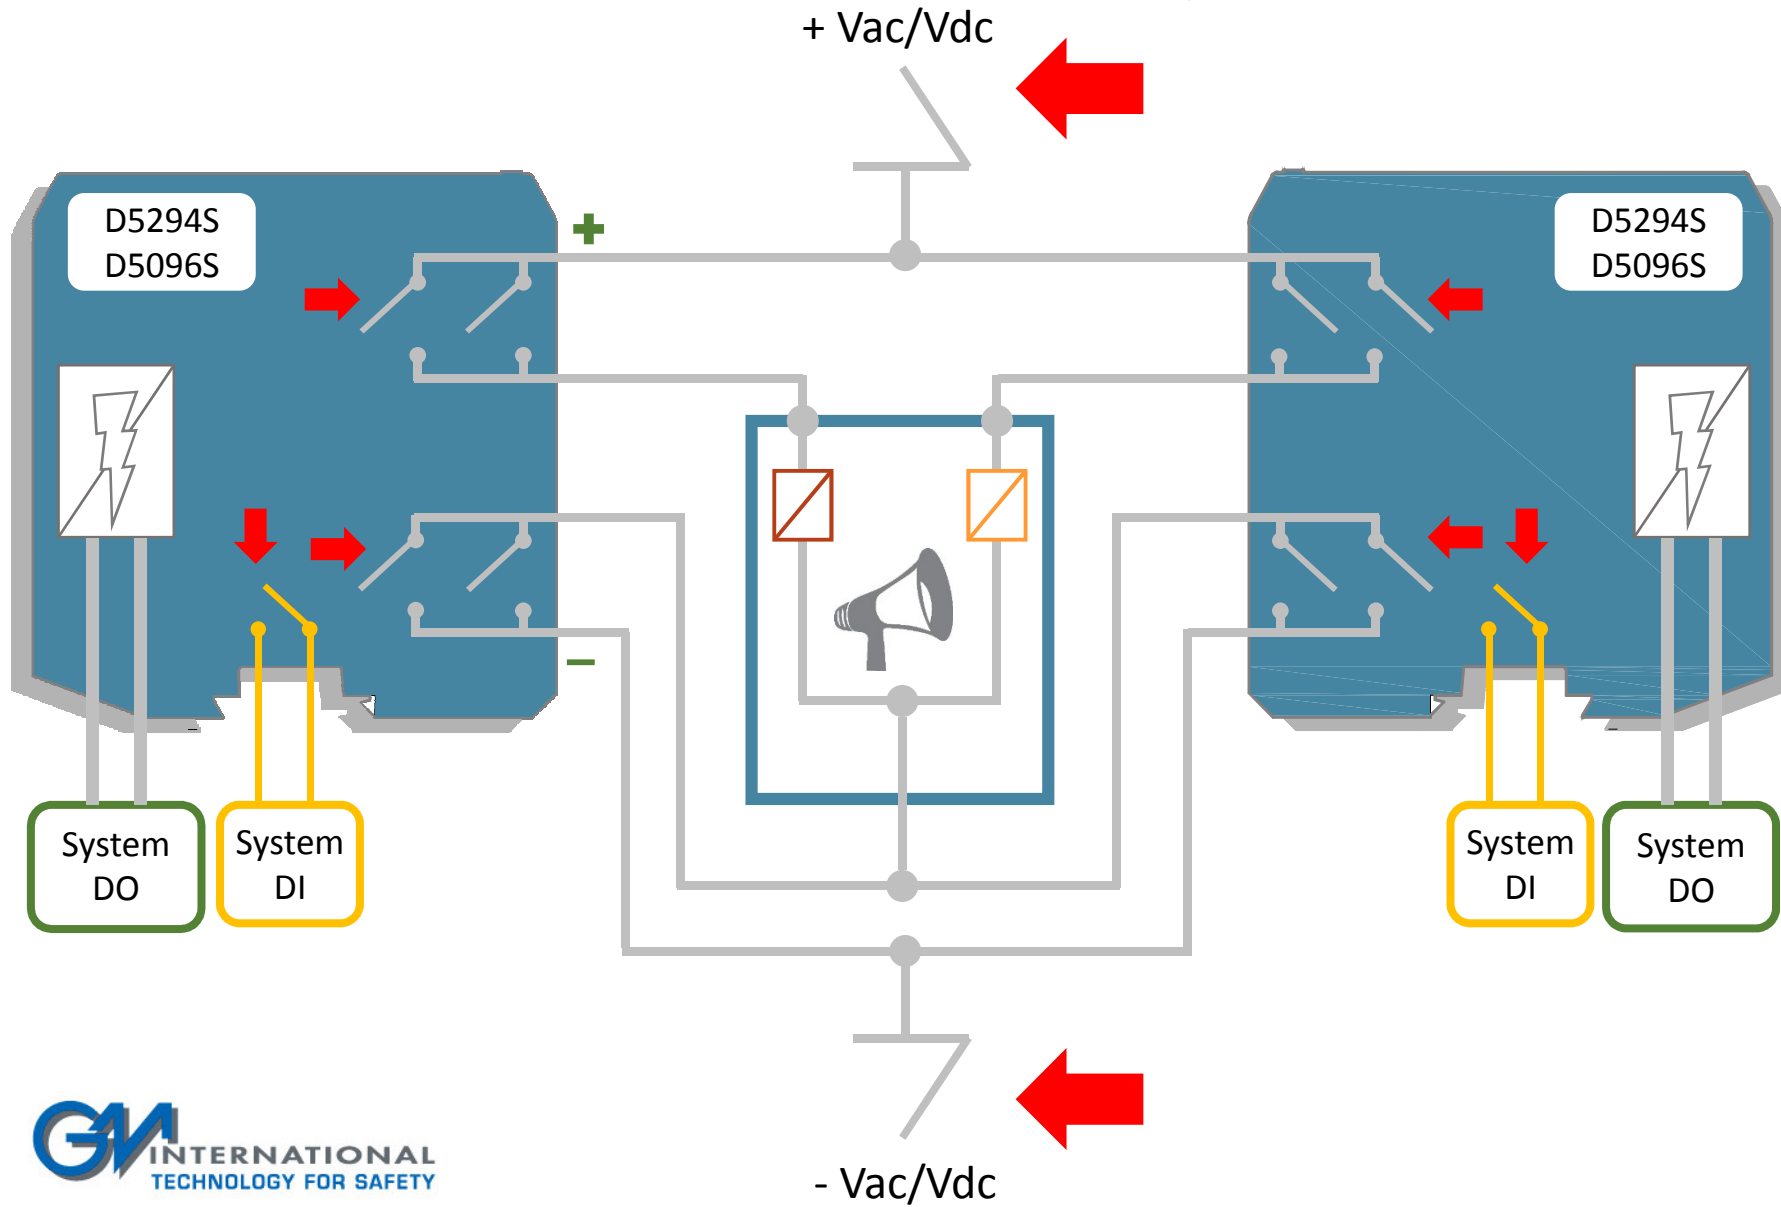 + Vac/Vdc
D5294S
D5096S
D5294S
D5096S
+
−
System
DO
System
DI
System
DI
System
DO
GM
INTERNATIONAL
TECHNOLOGY FOR SAFETY
- Vac/Vdc